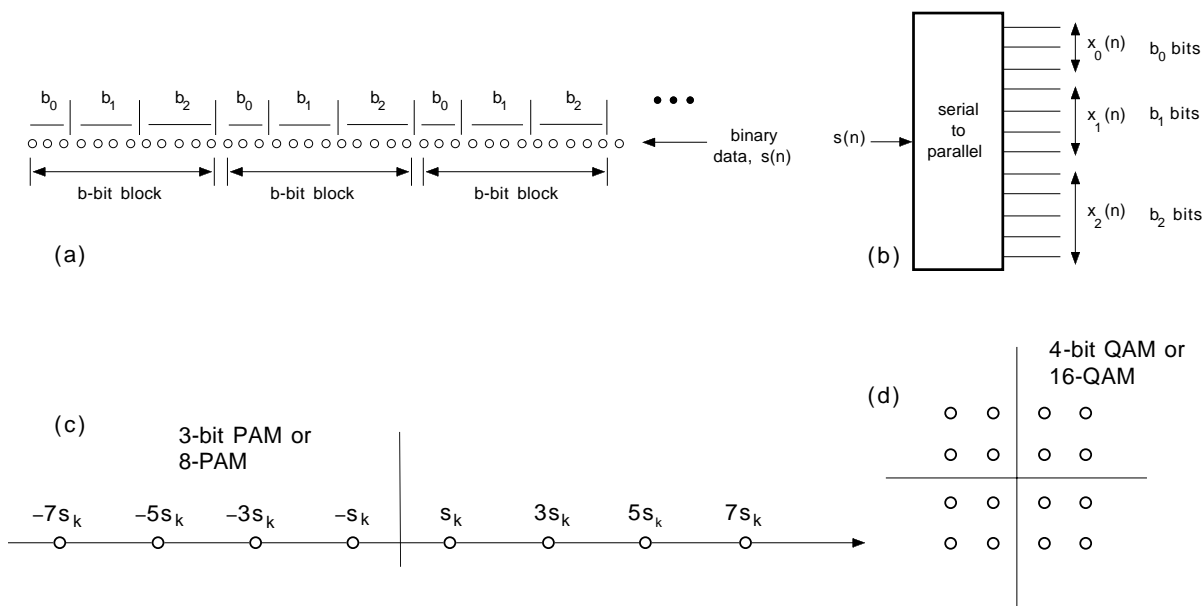 b0 b1 b2 b0 b1 b2 b0 b1 b2
binary
data, s(n)
b-bit block b-bit block b-bit block
(a)
s(n)
serial
to
parallel
x0(n) b0 bits
x1(n) b1 bits
x2(n) b2 bits
(b)
(c)
3-bit PAM or
8-PAM
−7sk −5sk −3sk −sk sk 3sk 5sk 7sk
4-bit QAM or
16-QAM
(d)